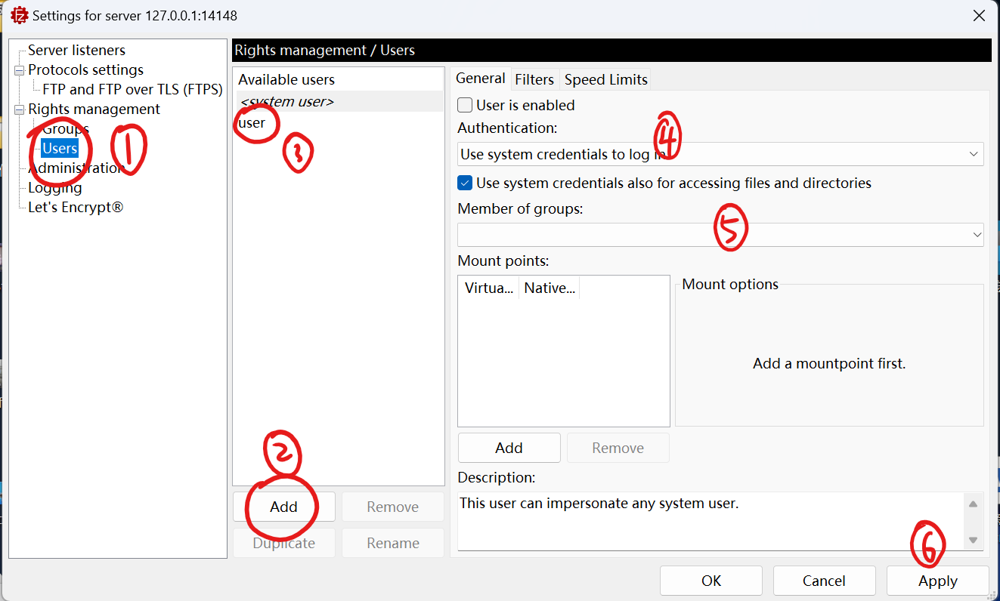 Settings for server 127.0.0.1:14148
Server listeners
Protocols settings
FTP and FTP over TLS (FTPS)
Rights management
Groups
Users
Administration
Logging
Let's Encrypt®
1
Rights management / Users
Available users
<system user>
user
3
2
Add
Remove
Duplicate
Rename
General
Filters
Speed Limits
User is enabled
Authentication:
4
Use system credentials to log in
Use system credentials also for accessing files and directories
Member of groups:
5
Mount points:
Virtua...
Native...
Mount options
Add a mountpoint first.
Add
Remove
Description:
This user can impersonate any system user.
6
OK
Cancel
Apply